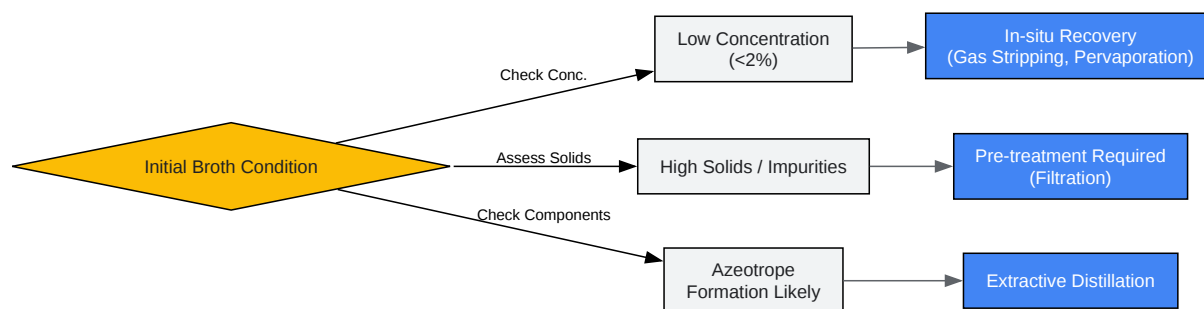 Low Concentration
(<2%)
In-situ Recovery
(Gas Stripping, Pervaporation)
Check Conc.
Initial Broth Condition
Assess Solids
High Solids / Impurities
Pre-treatment Required
(Filtration)
Check Components
Azeotrope
Formation Likely
Extractive Distillation